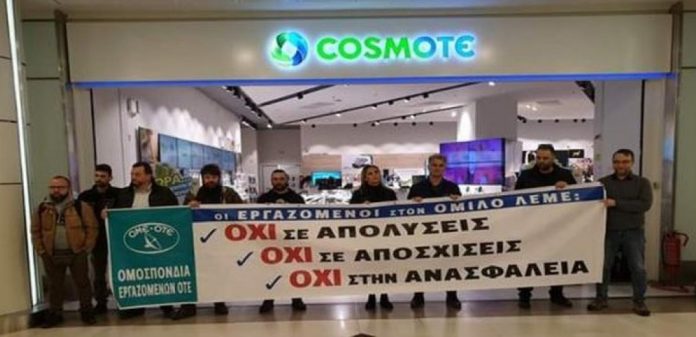 COSMOTE
ΟΜΕ-ΟΤΕ
ΟΜΟΣΠΟΝΔΙΑ
ΕΡΓΑΖΟΜΕΝΩΝ ΟΤΕ
ΟΙ ΕΡΓΑΖΟΜΕΝΟΙ ΣΤΟΝ ΟΜΙΛΟ ΛΕΜΕ:
✓ ΟΧΙ ΣΕ ΑΠΟΛΥΣΕΙΣ
✓ ΟΧΙ ΣΕ ΑΠΟΣΧΙΣΕΙΣ
✓ ΟΧΙ ΣΤΗΝ ΑΝΑΣΦΑΛΕΙΑ